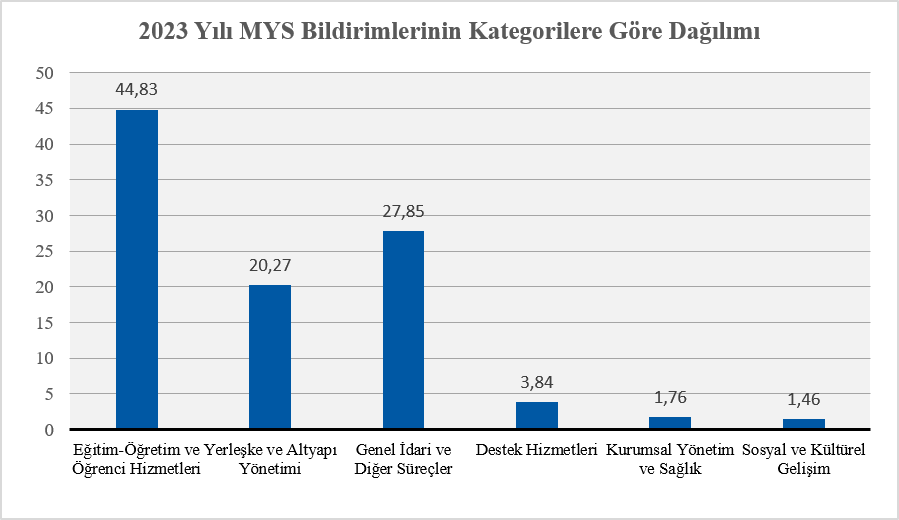 2023 Yılı MYS Bildirimlerinin Kategorilere Göre Dağılımı
50
45
40
35
30
25
20
15
10
5
0
44,83
20,27
27,85
3,84
1,76
1,46
Eğitim-Öğretim ve
Öğrenci Hizmetleri
Yerleşke ve Altyapı
Yönetimi
Genel İdari ve
Diğer Süreçler
Destek Hizmetleri
Kurumsal Yönetim
ve Sağlık
Sosyal ve Kültürel
Gelişim